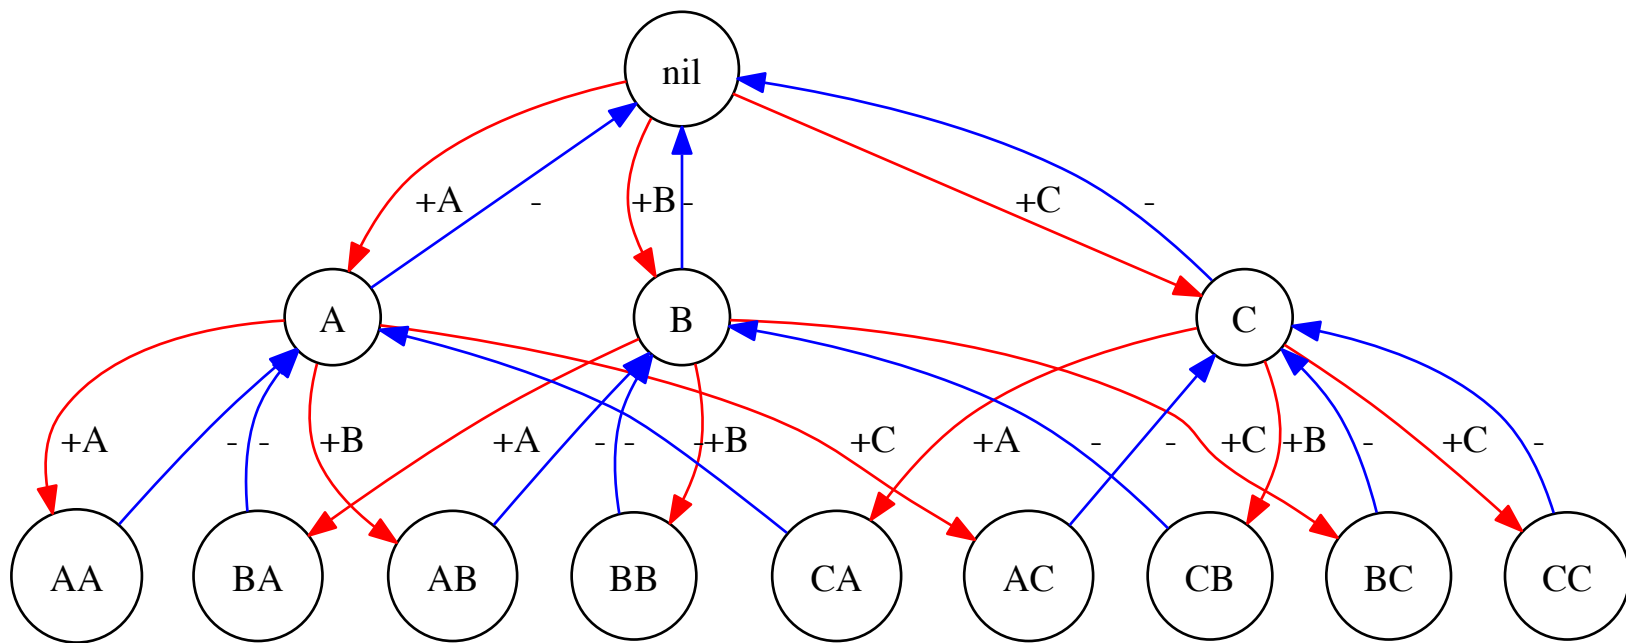 nil
+A - +B - +C -
A B C
+A - - +B +A - - - +B +C +A - - +C +B - +C -
AA BA AB BB CA AC CB BC CC